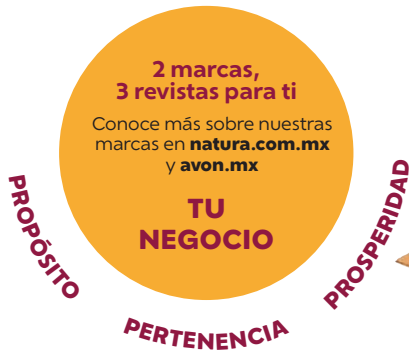 2 marcas,
3 revistas para ti
Conoce más sobre nuestras
marcas en natura.com.mx
y avon.mx
TU
NEGOCIO
PROPÓSITO
PERTENENCIA
PROSPERIDAD